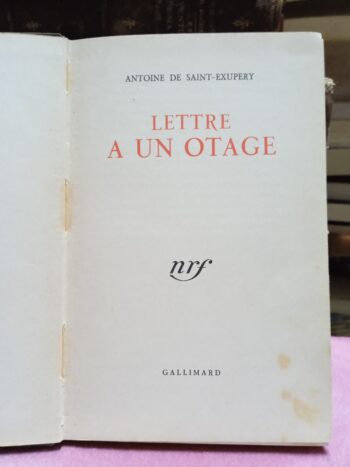 ANTOINE DE SAINT-EXUPERY
LETTRE
A UN OTAGE
nrf
GALLIMARD